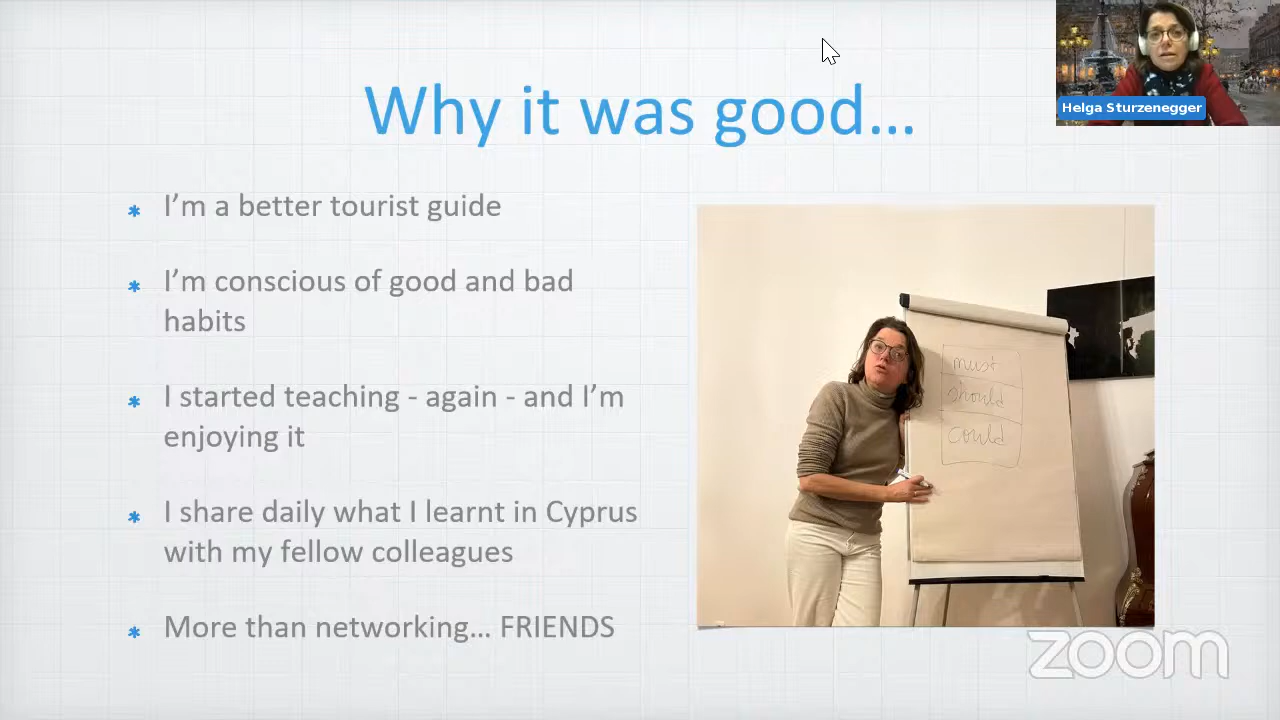 Why it was good...
Helga Sturzenegger
* I’m a better tourist guide
* I’m conscious of good and bad
habits
* I started teaching - again - and I’m
enjoying it
* I share daily what I learnt in Cyprus
with my fellow colleagues
* More than networking... FRIENDS
must
should
could
zoom